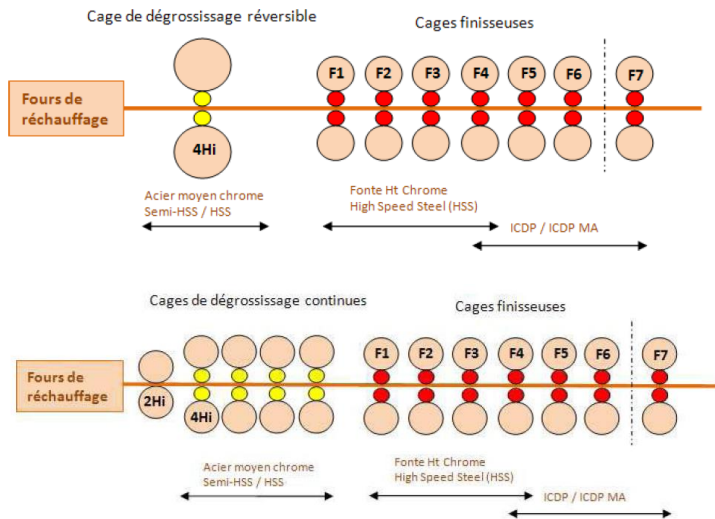 Cage de dégrossissage réversible
Cages finisseuses
F1 F2 F3 F4 F5 F6 F7
Fours de
réchauffage
4Hi
Acier moyen chrome
Semi-HSS / HSS
Fonte Ht Chrome
High Speed Steel (HSS)
ICDP / ICDP MA
Cages de dégrossissage continues
Cages finisseuses
F1 F2 F3 F4 F5 F6 F7
Fours de
réchauffage
2Hi
4Hi
Acier moyen chrome
Semi-HSS / HSS
Fonte Ht Chrome
High Speed Steel (HSS)
ICDP / ICDP MA